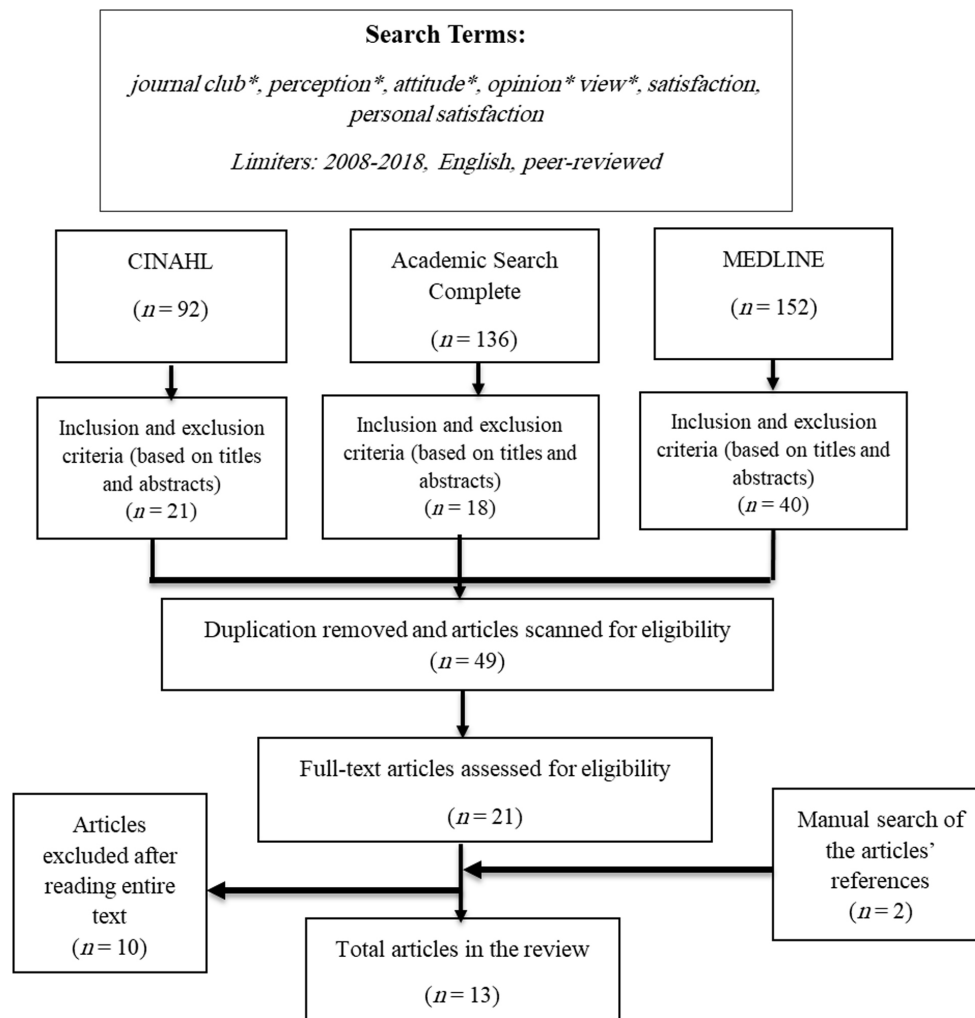 Search Terms:
journal club*, perception*, attitude*, opinion* view*, satisfaction,
personal satisfaction
Limiters: 2008-2018, English, peer-reviewed
CINAHL
(n = 92)
Academic Search
Complete
(n = 136)
MEDLINE
(n = 152)
Inclusion and exclusion
criteria (based on titles
and abstracts)
(n = 21)
Inclusion and exclusion
criteria (based on titles and
abstracts)
(n = 18)
Inclusion and exclusion
criteria (based on titles and
abstracts)
(n = 40)
Duplication removed and articles scanned for eligibility
(n = 49)
Full-text articles assessed for eligibility
(n = 21)
Articles
excluded after
reading entire
text
(n = 10)
Manual search of
the articles’
references
(n = 2)
Total articles in the review
(n = 13)